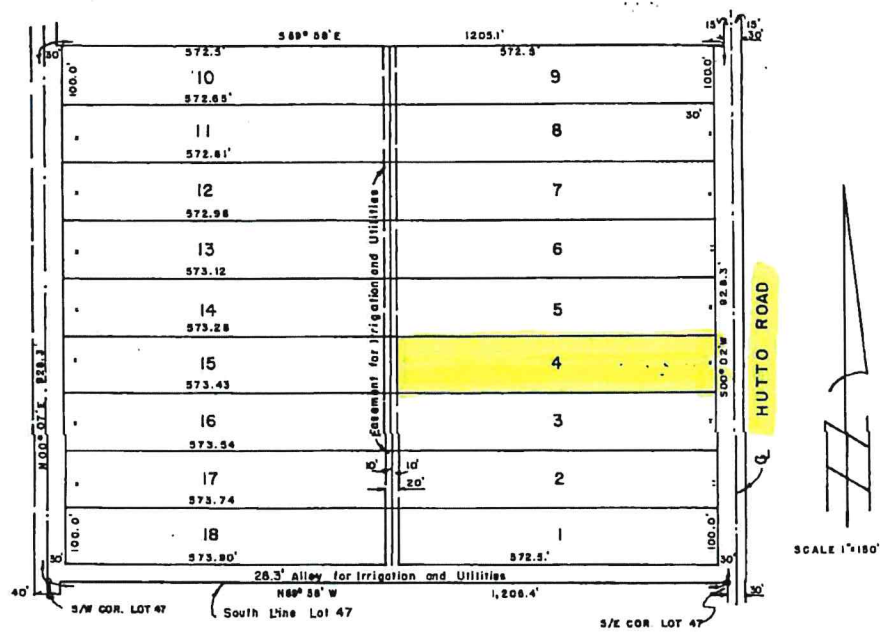 S 89° 58' E 1205.1'
15' 15'
30' 572.5' 572.5' 30'
100.0' 10 9 100.0'
572.65'
30'
11 8
572.81'
12 7
572.98
13 6
573.12
14 5
573.28
15 4
573.43
16 3
573.54
17 2
573.74
18 1
573.90' 572.5'
100.0' 100.0'
Easement for Irrigation and Utilities
10' 10'
20'
N 00° 07' E 928.3'
S00° 02' W 928.3'
HUTTO ROAD
SCALE 1"=150'
30' 30'
26.3' Alley for Irrigation and Utilities
40' N89° 58' W 1,206.4' 30'
S/W COR. LOT 47 South Line Lot 47 S/E COR. LOT 47